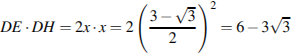 DE · DH = 2x · x = 2 ( (3 − √3) / 2 )² = 6 − 3√3